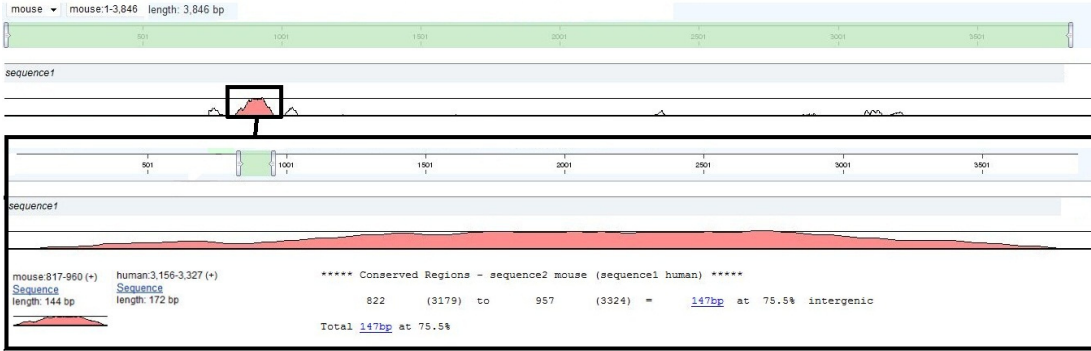 mouse mouse:1-3,846 length: 3,846 bp
501 1001 1501 2001 2501 3001 3501
sequence1
501 1001 1501 2001 2501 3001 3501
sequence1
mouse:817-960 (+) human:3,156-3,327 (+)
Sequence Sequence
length: 144 bp length: 172 bp
***** Conserved Regions - sequence2 mouse (sequence1 human) *****
822 (3179) to 957 (3324) = 147bp at 75.5% intergenic
Total 147bp at 75.5%